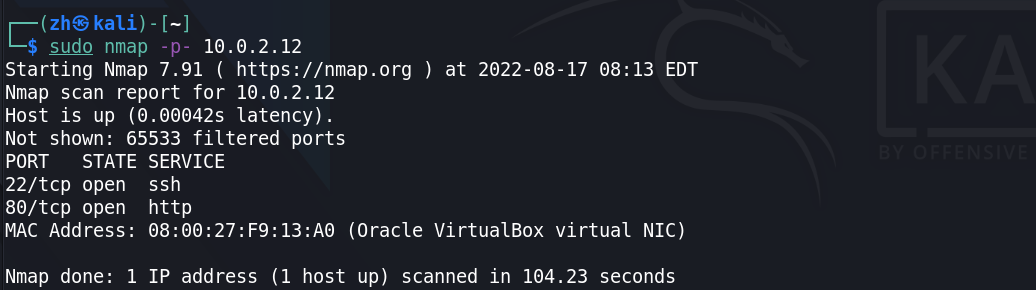 ┌──(zh㉿kali)-[~]
└─$ sudo nmap -p- 10.0.2.12
Starting Nmap 7.91 ( https://nmap.org ) at 2022-08-17 08:13 EDT
Nmap scan report for 10.0.2.12
Host is up (0.00042s latency).
Not shown: 65533 filtered ports
PORT   STATE SERVICE
22/tcp open  ssh
80/tcp open  http
MAC Address: 08:00:27:F9:13:A0 (Oracle VirtualBox virtual NIC)
Nmap done: 1 IP address (1 host up) scanned in 104.23 seconds
KA
BY OFFENSIVE